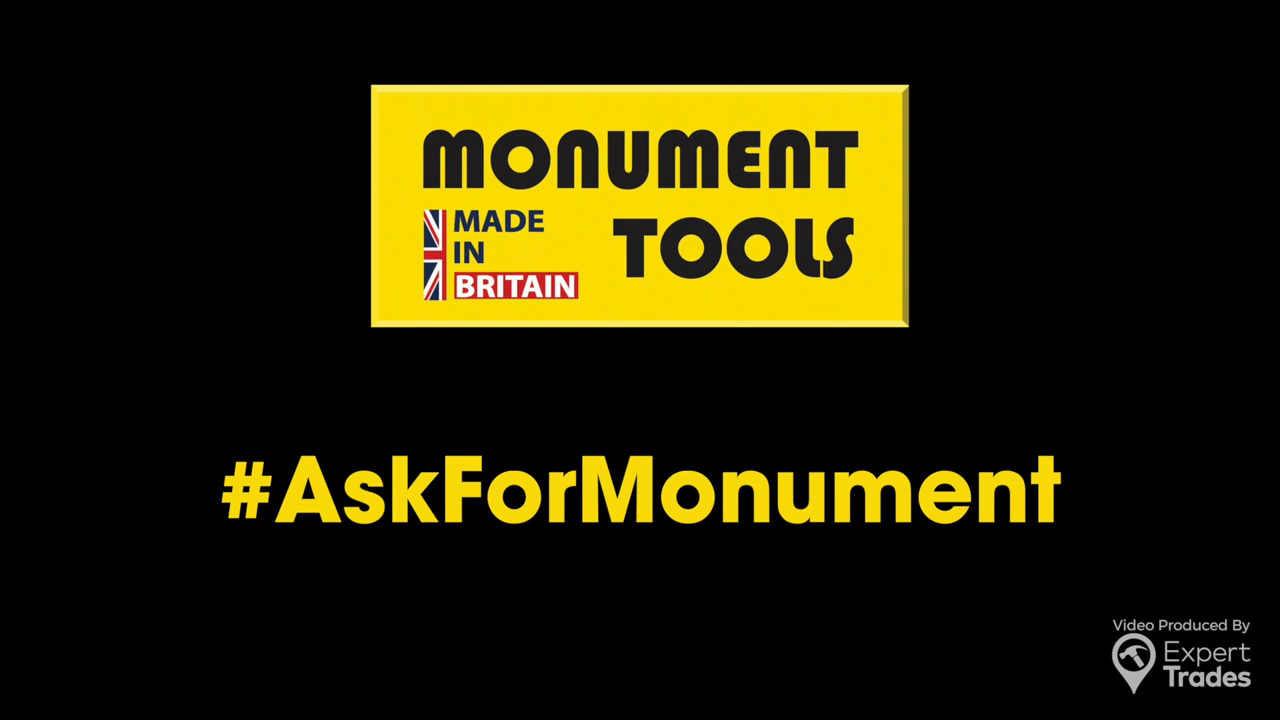 MONUMENT
TOOLS
MADE
IN
BRITAIN
#AskForMonument
Video Produced By
Expert
Trades